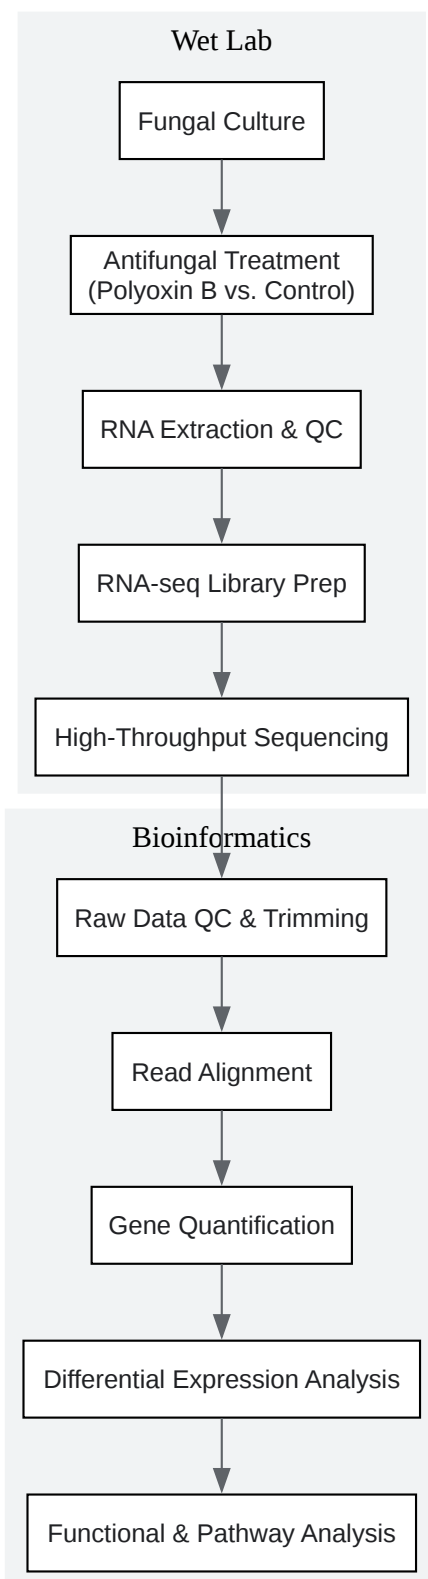 Wet Lab
Fungal Culture
Antifungal Treatment
(Polyoxin B vs. Control)
RNA Extraction & QC
RNA-seq Library Prep
High-Throughput Sequencing
Bioinformatics
Raw Data QC & Trimming
Read Alignment
Gene Quantification
Differential Expression Analysis
Functional & Pathway Analysis